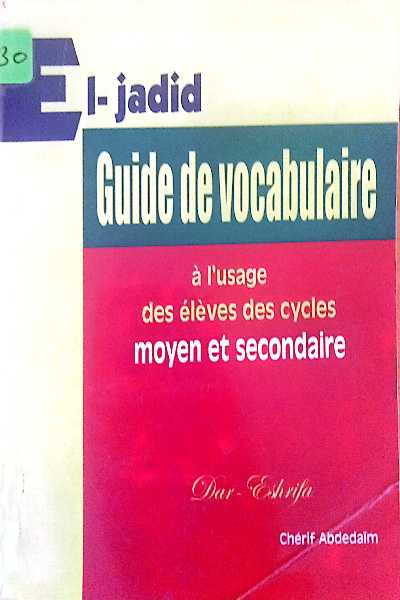 30
El-jadid
Guide de vocabulaire
à l'usage
des élèves des cycles
moyen et secondaire
Dar-Eshrifa
Chérif Abdedaïm